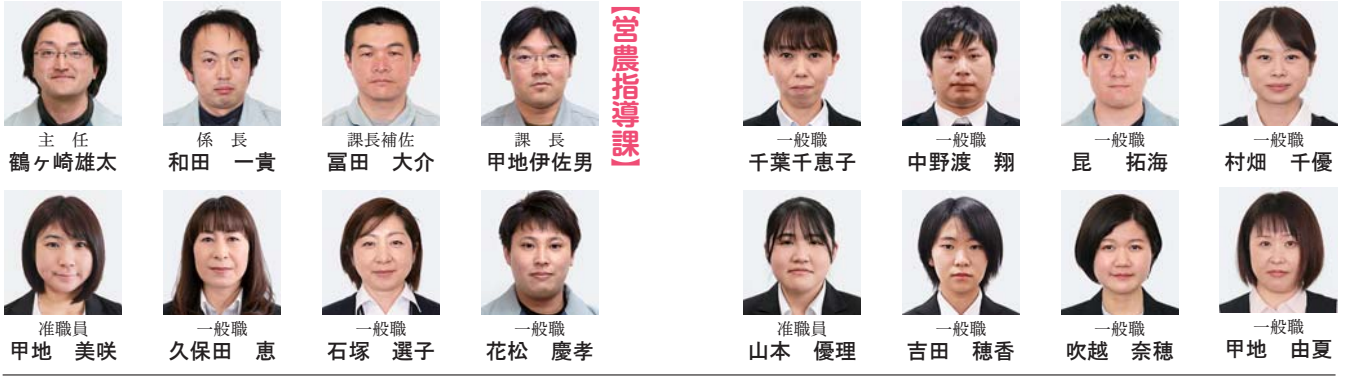 一般職
村畑　千優
一般職
昆　拓海
一般職
中野渡　翔
一般職
千葉千恵子
一般職
甲地　由夏
一般職
吹越　奈穂
一般職
吉田　穂香
准職員
山本　優理
【営農指導課】
課　長
甲地伊佐男
課長補佐
冨田　大介
係　長
和田　一貴
主　任
鶴ヶ崎雄太
一般職
花松　慶孝
一般職
石塚　選子
一般職
久保田　恵
准職員
甲地　美咲